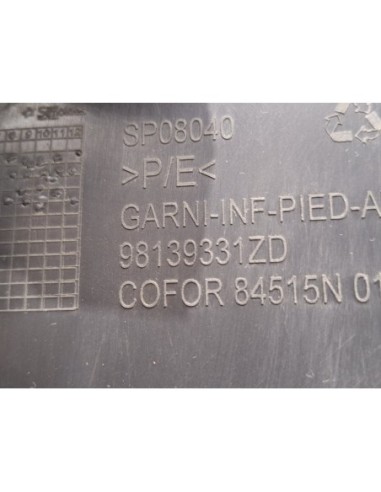 SP08040
>P/E<
GARNI-INF-PIED-A
98139331ZD
COFOR 84515N 01